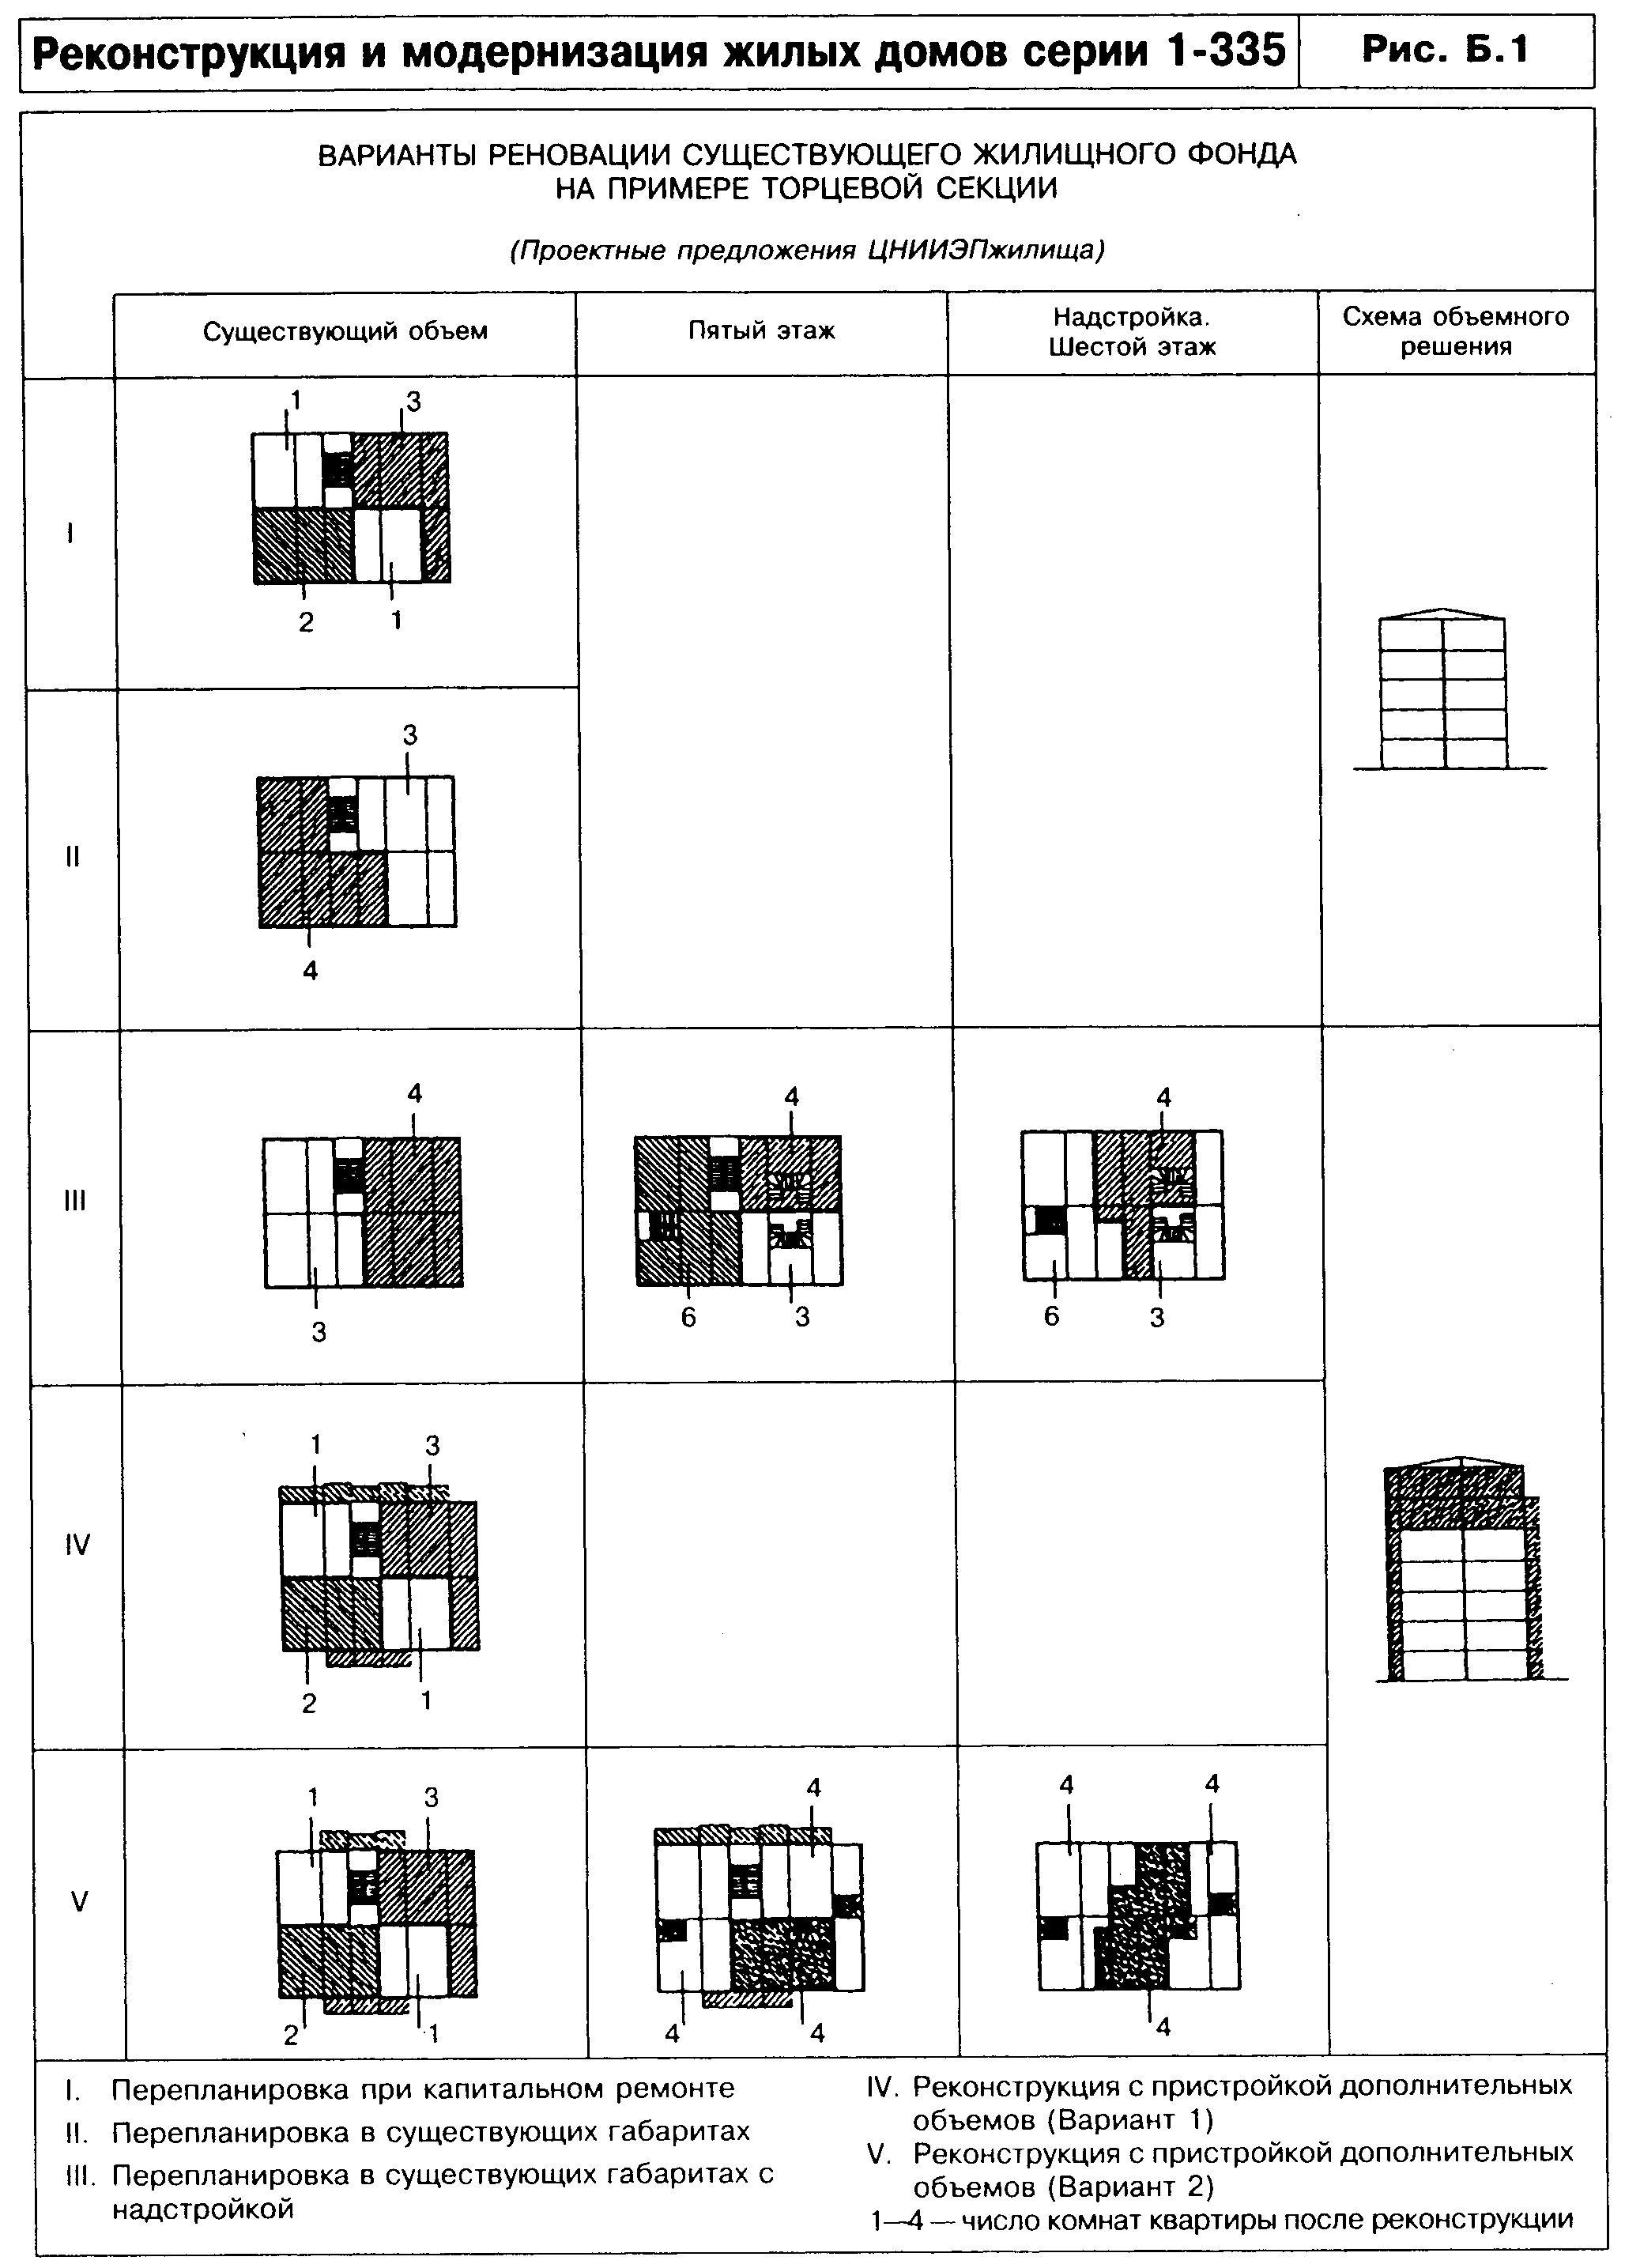 Реконструкция и модернизация жилых домов серии 1-335
Рис. Б.1
ВАРИАНТЫ РЕНОВАЦИИ СУЩЕСТВУЮЩЕГО ЖИЛИЩНОГО ФОНДА
НА ПРИМЕРЕ ТОРЦЕВОЙ СЕКЦИИ
(Проектные предложения ЦНИИЭПжилища)
Существующий объем
Пятый этаж
Надстройка.
Шестой этаж
Схема объемного
решения
I
1
3
2
1
II
3
4
III
4
3
4
6
3
4
6
3
IV
1
3
2
1
V
1
3
2
1
4
4
4
4
4
4
I. Перепланировка при капитальном ремонте
II. Перепланировка в существующих габаритах
III. Перепланировка в существующих габаритах с
надстройкой
IV. Реконструкция с пристройкой дополнительных
объемов (Вариант 1)
V. Реконструкция с пристройкой дополнительных
объемов (Вариант 2)
1—4 — число комнат квартиры после реконструкции